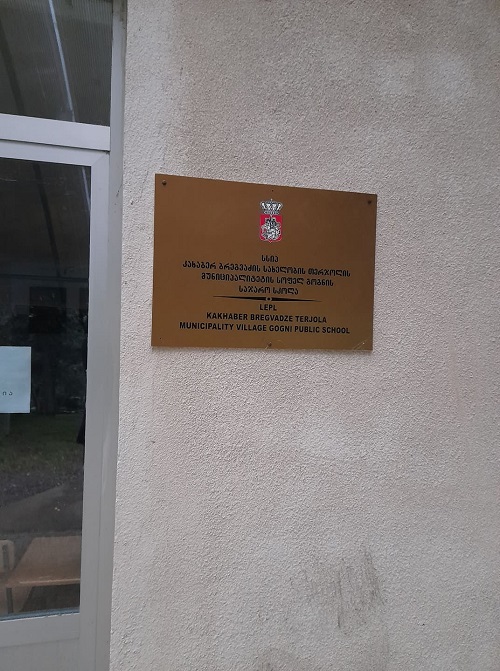 სსიპ
კახაბერ ბრეგვაძის სახელობის თერჯოლის
მუნიციპალიტეტის სოფელ გოგნის
საჯარო სკოლა
LEPL
KAKHABER BREGVADZE TERJOLA
MUNICIPALITY VILLAGE GOGNI PUBLIC SCHOOL